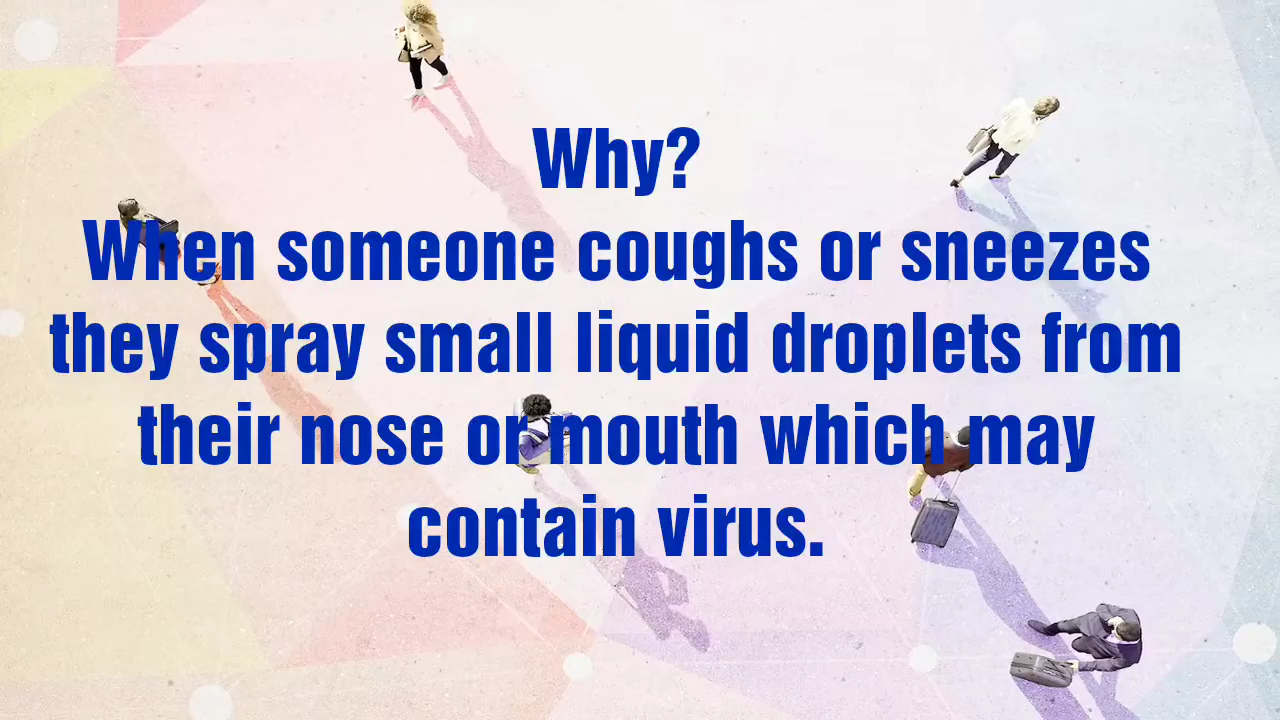 Why?
When someone coughs or sneezes
they spray small liquid droplets from
their nose or mouth which may
contain virus.